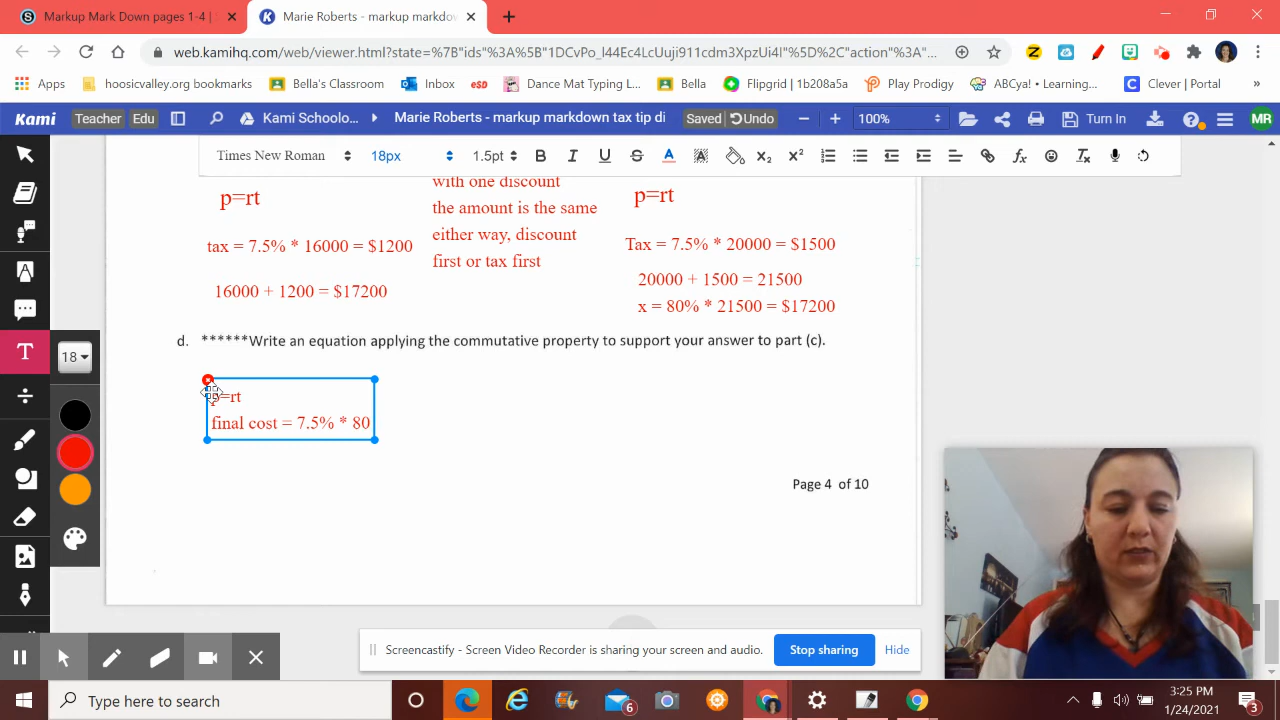 Markup Mark Down pages 1-4 |
Marie Roberts - markup markdow
web.kamihq.com/web/viewer.html?state=%7B"ids"%3A%5B"1DCvPo_l44Ec4LcUuji911cdm3XpzUi4I"%5D%2C"action"%3A"...
Apps
hoosicvalley.org bookmarks
Bella's Classroom
Inbox
esd
Dance Mat Typing L...
Bella
Flipgrid | 1b208a5a
Play Prodigy
ABCya! • Learning...
Clever | Portal
Kami
Teacher
Edu
Kami Schoolo...
Marie Roberts - markup markdown tax tip di
Saved
Undo
100%
Turn In
MR
Times New Roman
18px
1.5pt
with one discount
the amount is the same
either way, discount
first or tax first
p=rt
tax = 7.5% * 16000 = $1200
16000 + 1200 = $17200
p=rt
Tax = 7.5% * 20000 = $1500
20000 + 1500 = 21500
x = 80% * 21500 = $17200
d. ******Write an equation applying the commutative property to support your answer to part (c).
p=rt
final cost = 7.5% * 80
18
Page 4 of 10
Screencastify - Screen Video Recorder is sharing your screen and audio.
Stop sharing
Hide
Type here to search
6
3:25 PM
1/24/2021
3